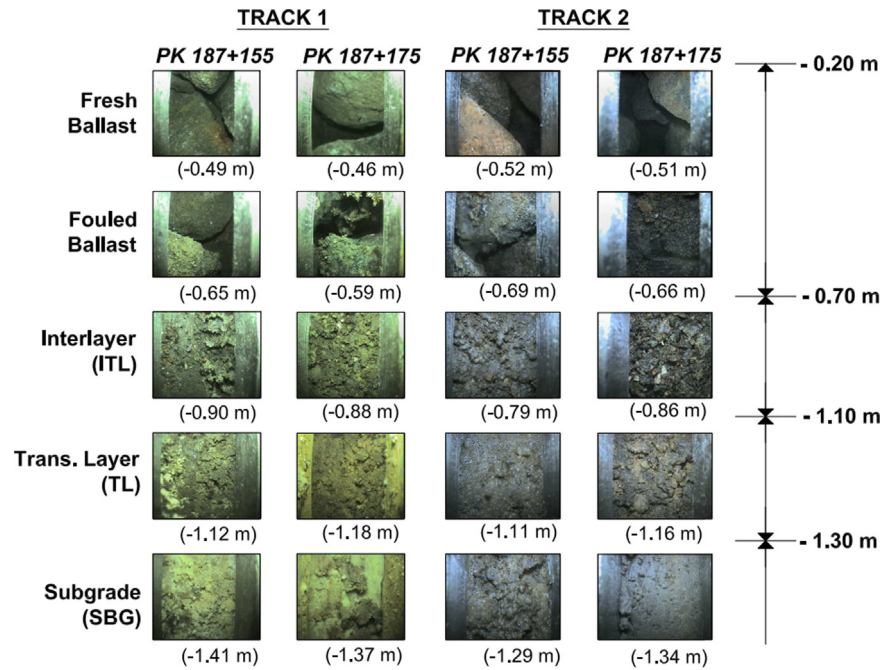 TRACK 1 TRACK 2
PK 187+155 PK 187+175 PK 187+155 PK 187+175
- 0.20 m
Fresh
Ballast
(-0.49 m) (-0.46 m) (-0.52 m) (-0.51 m)
Fouled
Ballast
(-0.65 m) (-0.59 m) (-0.69 m) (-0.66 m)
- 0.70 m
Interlayer
(ITL)
(-0.90 m) (-0.88 m) (-0.79 m) (-0.86 m)
- 1.10 m
Trans. Layer
(TL)
(-1.12 m) (-1.18 m) (-1.11 m) (-1.16 m)
- 1.30 m
Subgrade
(SBG)
(-1.41 m) (-1.37 m) (-1.29 m) (-1.34 m)